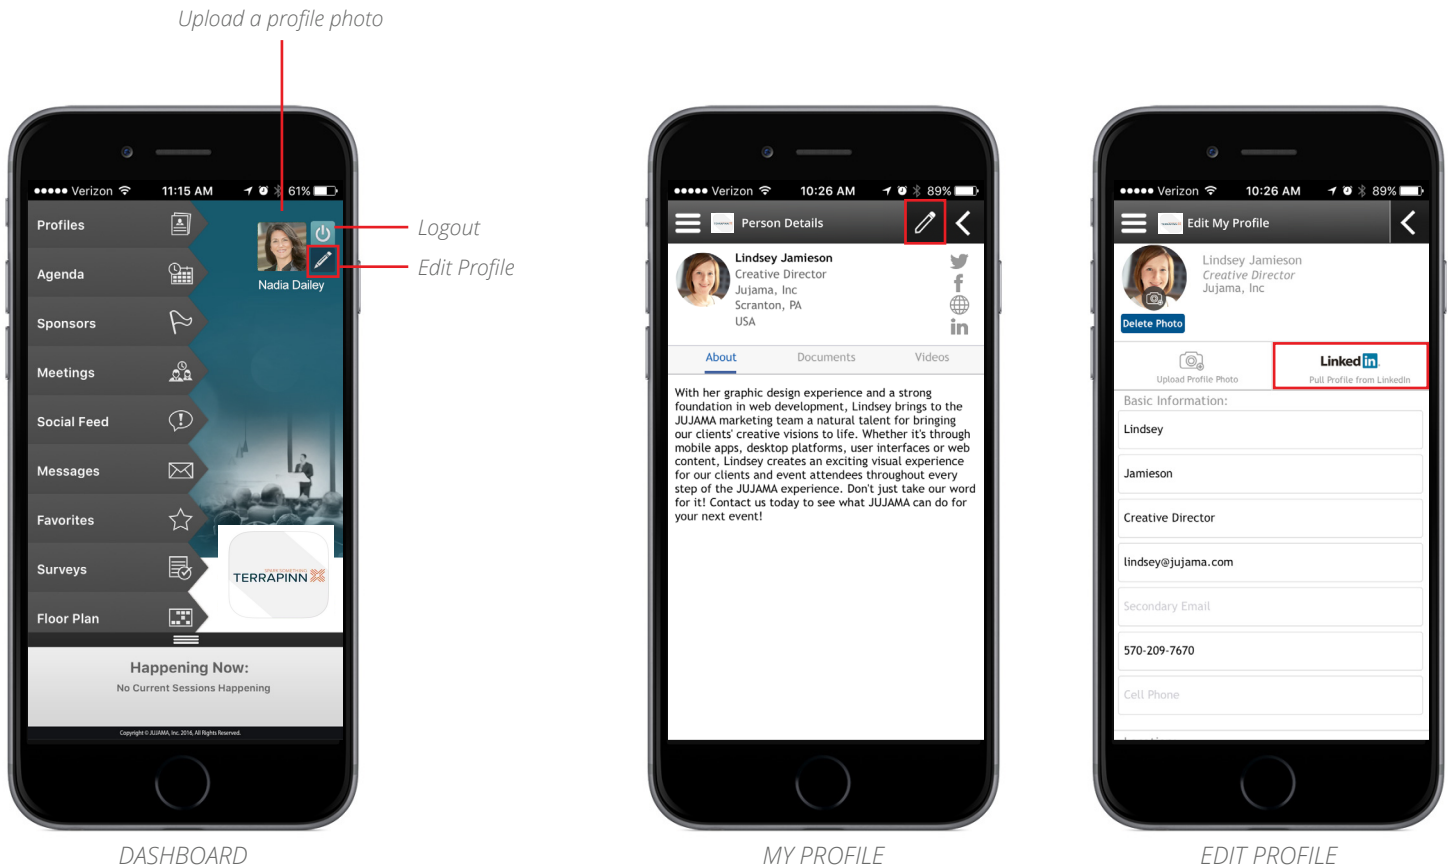 Upload a profile photo
Logout
Edit Profile
Verizon 11:15 AM 61%
Profiles
Agenda
Sponsors
Meetings
Social Feed
Messages
Favorites
Surveys
Floor Plan
Nadia Dailey
SPARK SOMETHING
TERRAPINN
Happening Now:
No Current Sessions Happening
Copyright © JUJAMA, Inc. 2016, All Rights Reserved.
DASHBOARD
Verizon 10:26 AM 89%
Person Details
Lindsey Jamieson
Creative Director
Jujama, Inc
Scranton, PA
USA
About Documents Videos
With her graphic design experience and a strong
foundation in web development, Lindsey brings to the
JUJAMA marketing team a natural talent for bringing
our clients' creative visions to life. Whether it's through
mobile apps, desktop platforms, user interfaces or web
content, Lindsey creates an exciting visual experience
for our clients and event attendees throughout every
step of the JUJAMA experience. Don't just take our word
for it! Contact us today to see what JUJAMA can do for
your next event!
MY PROFILE
Verizon 10:26 AM 89%
Edit My Profile
Lindsey Jamieson
Creative Director
Jujama, Inc
Delete Photo
Upload Profile Photo
Linked in
Pull Profile from LinkedIn
Basic Information:
Lindsey
Jamieson
Creative Director
lindsey@jujama.com
Secondary Email
570-209-7670
Cell Phone
EDIT PROFILE